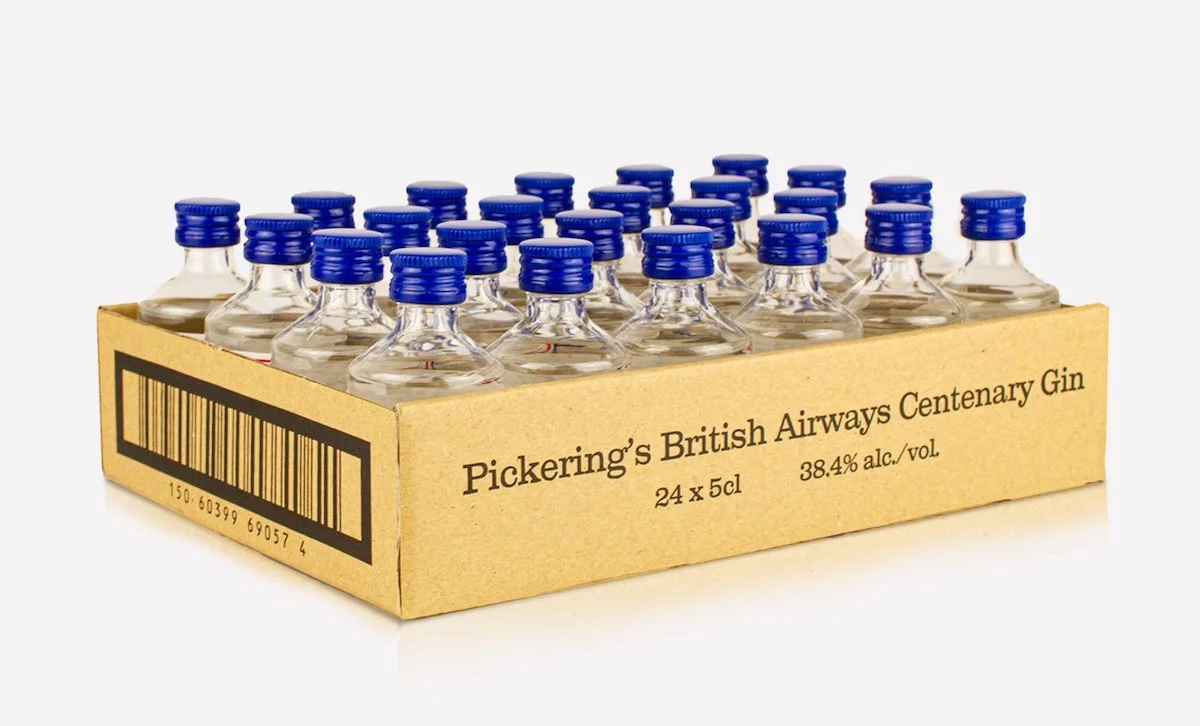 Pickering's British Airways Centenary Gin
24 x 5cl 38.4% alc./vol.
150 60399 69057 4